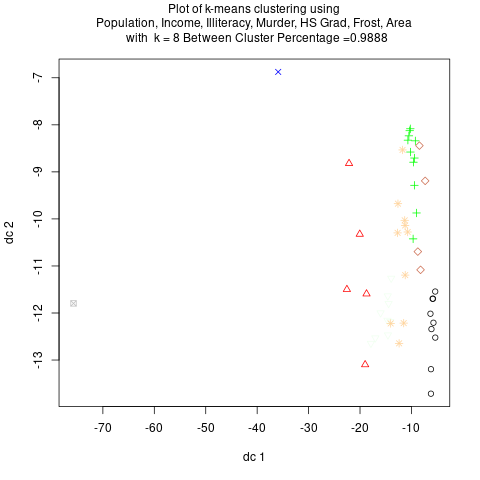 Plot of k-means clustering using
Population, Income, Illiteracy, Murder, HS Grad, Frost, Area
with  k = 8 Between Cluster Percentage =0.9888
-7
-8
-9
-10
-11
-12
-13
dc 2
-70
-60
-50
-40
-30
-20
-10
dc 1